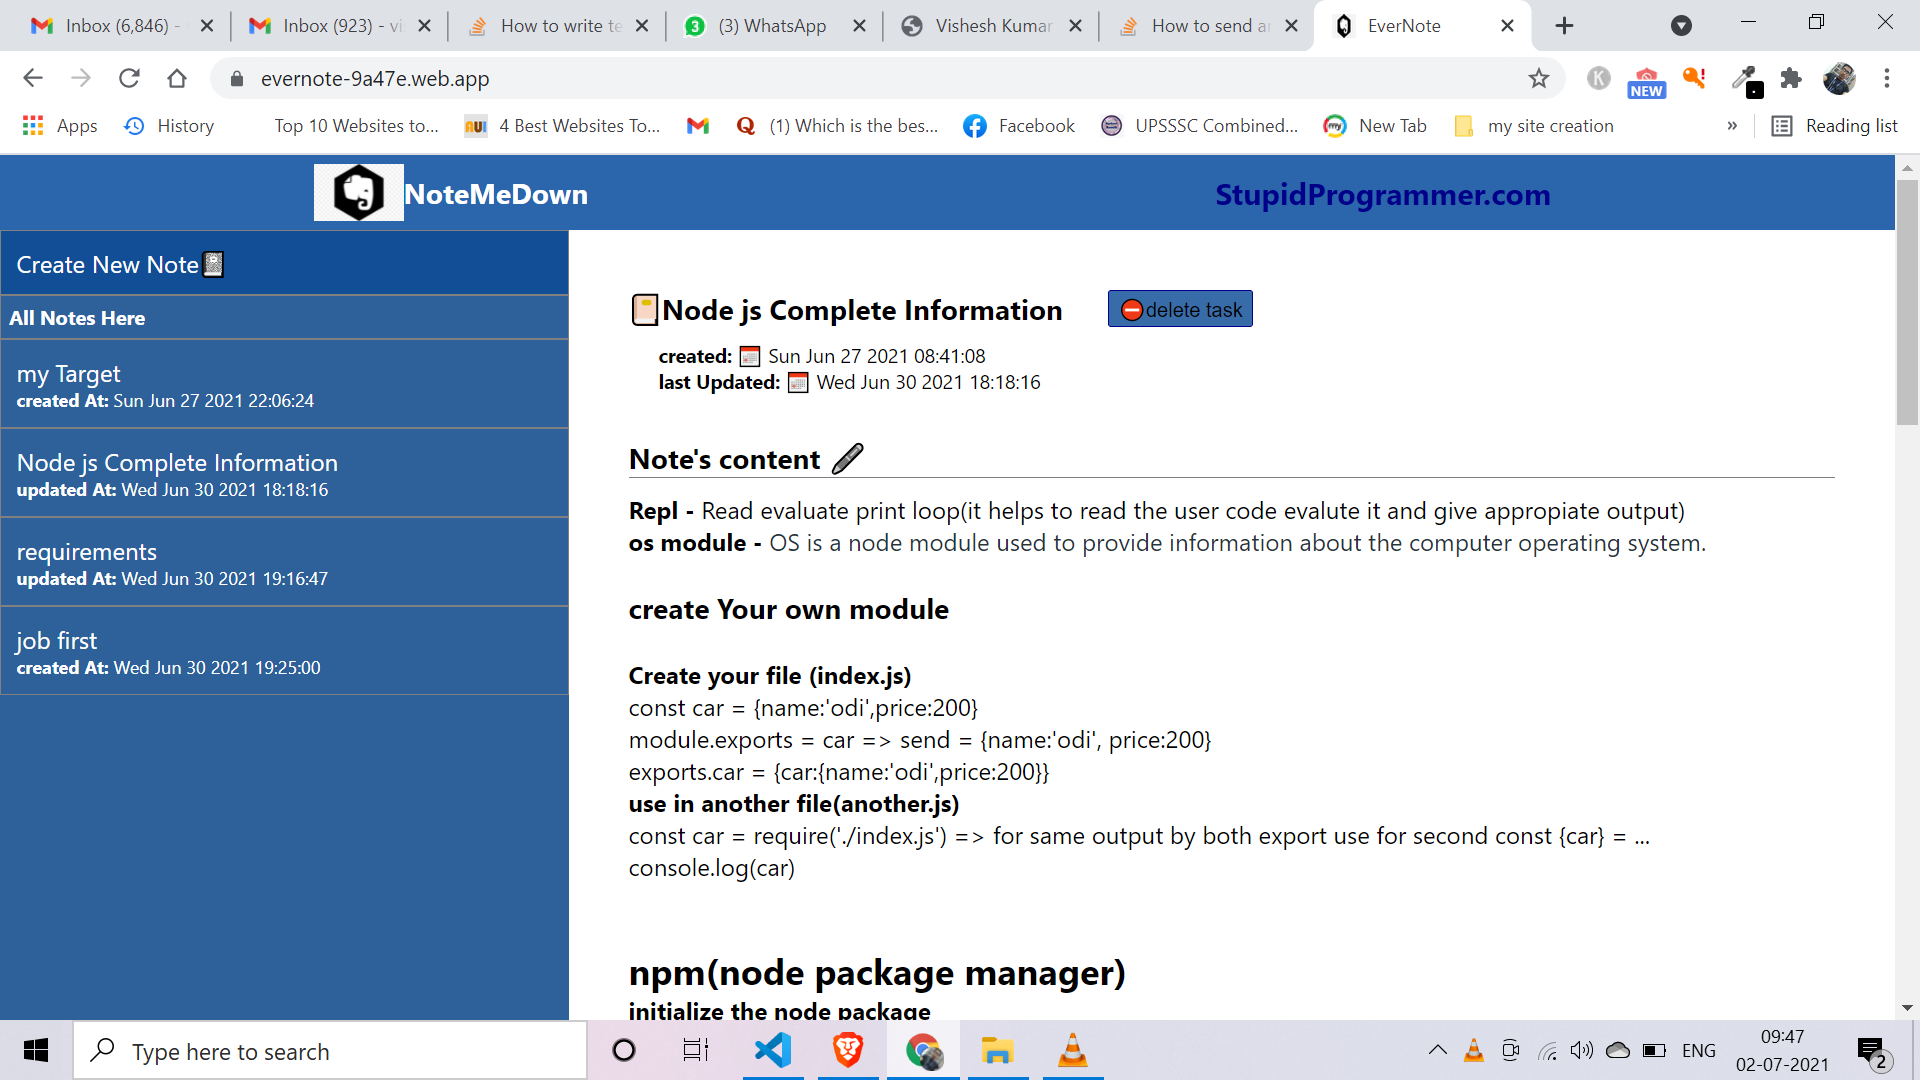 Inbox (6,846) -
Inbox (923) - vi
How to write te
(3) WhatsApp
Vishesh Kumar
How to send a
EverNote
evernote-9a47e.web.app
NEW
Apps
History
Top 10 Websites to...
4 Best Websites To...
(1) Which is the bes...
Facebook
UPSSSC Combined...
New Tab
my site creation
»
Reading list
NoteMeDown
StupidProgrammer.com
Create New Note
All Notes Here
my Target
created At: Sun Jun 27 2021 22:06:24
Node js Complete Information
updated At: Wed Jun 30 2021 18:18:16
requirements
updated At: Wed Jun 30 2021 19:16:47
job first
created At: Wed Jun 30 2021 19:25:00
Node js Complete Information
delete task
created: Sun Jun 27 2021 08:41:08
last Updated: Wed Jun 30 2021 18:18:16
Note's content
Repl - Read evaluate print loop(it helps to read the user code evalute it and give appropiate output)
os module - OS is a node module used to provide information about the computer operating system.
create Your own module
Create your file (index.js)
const car = {name:'odi',price:200}
module.exports = car => send = {name:'odi', price:200}
exports.car = {car:{name:'odi',price:200}}
use in another file(another.js)
const car = require('./index.js') => for same output by both export use for second const {car} = ...
console.log(car)
npm(node package manager)
initialize the node package
Type here to search
ENG
09:47
02-07-2021
2